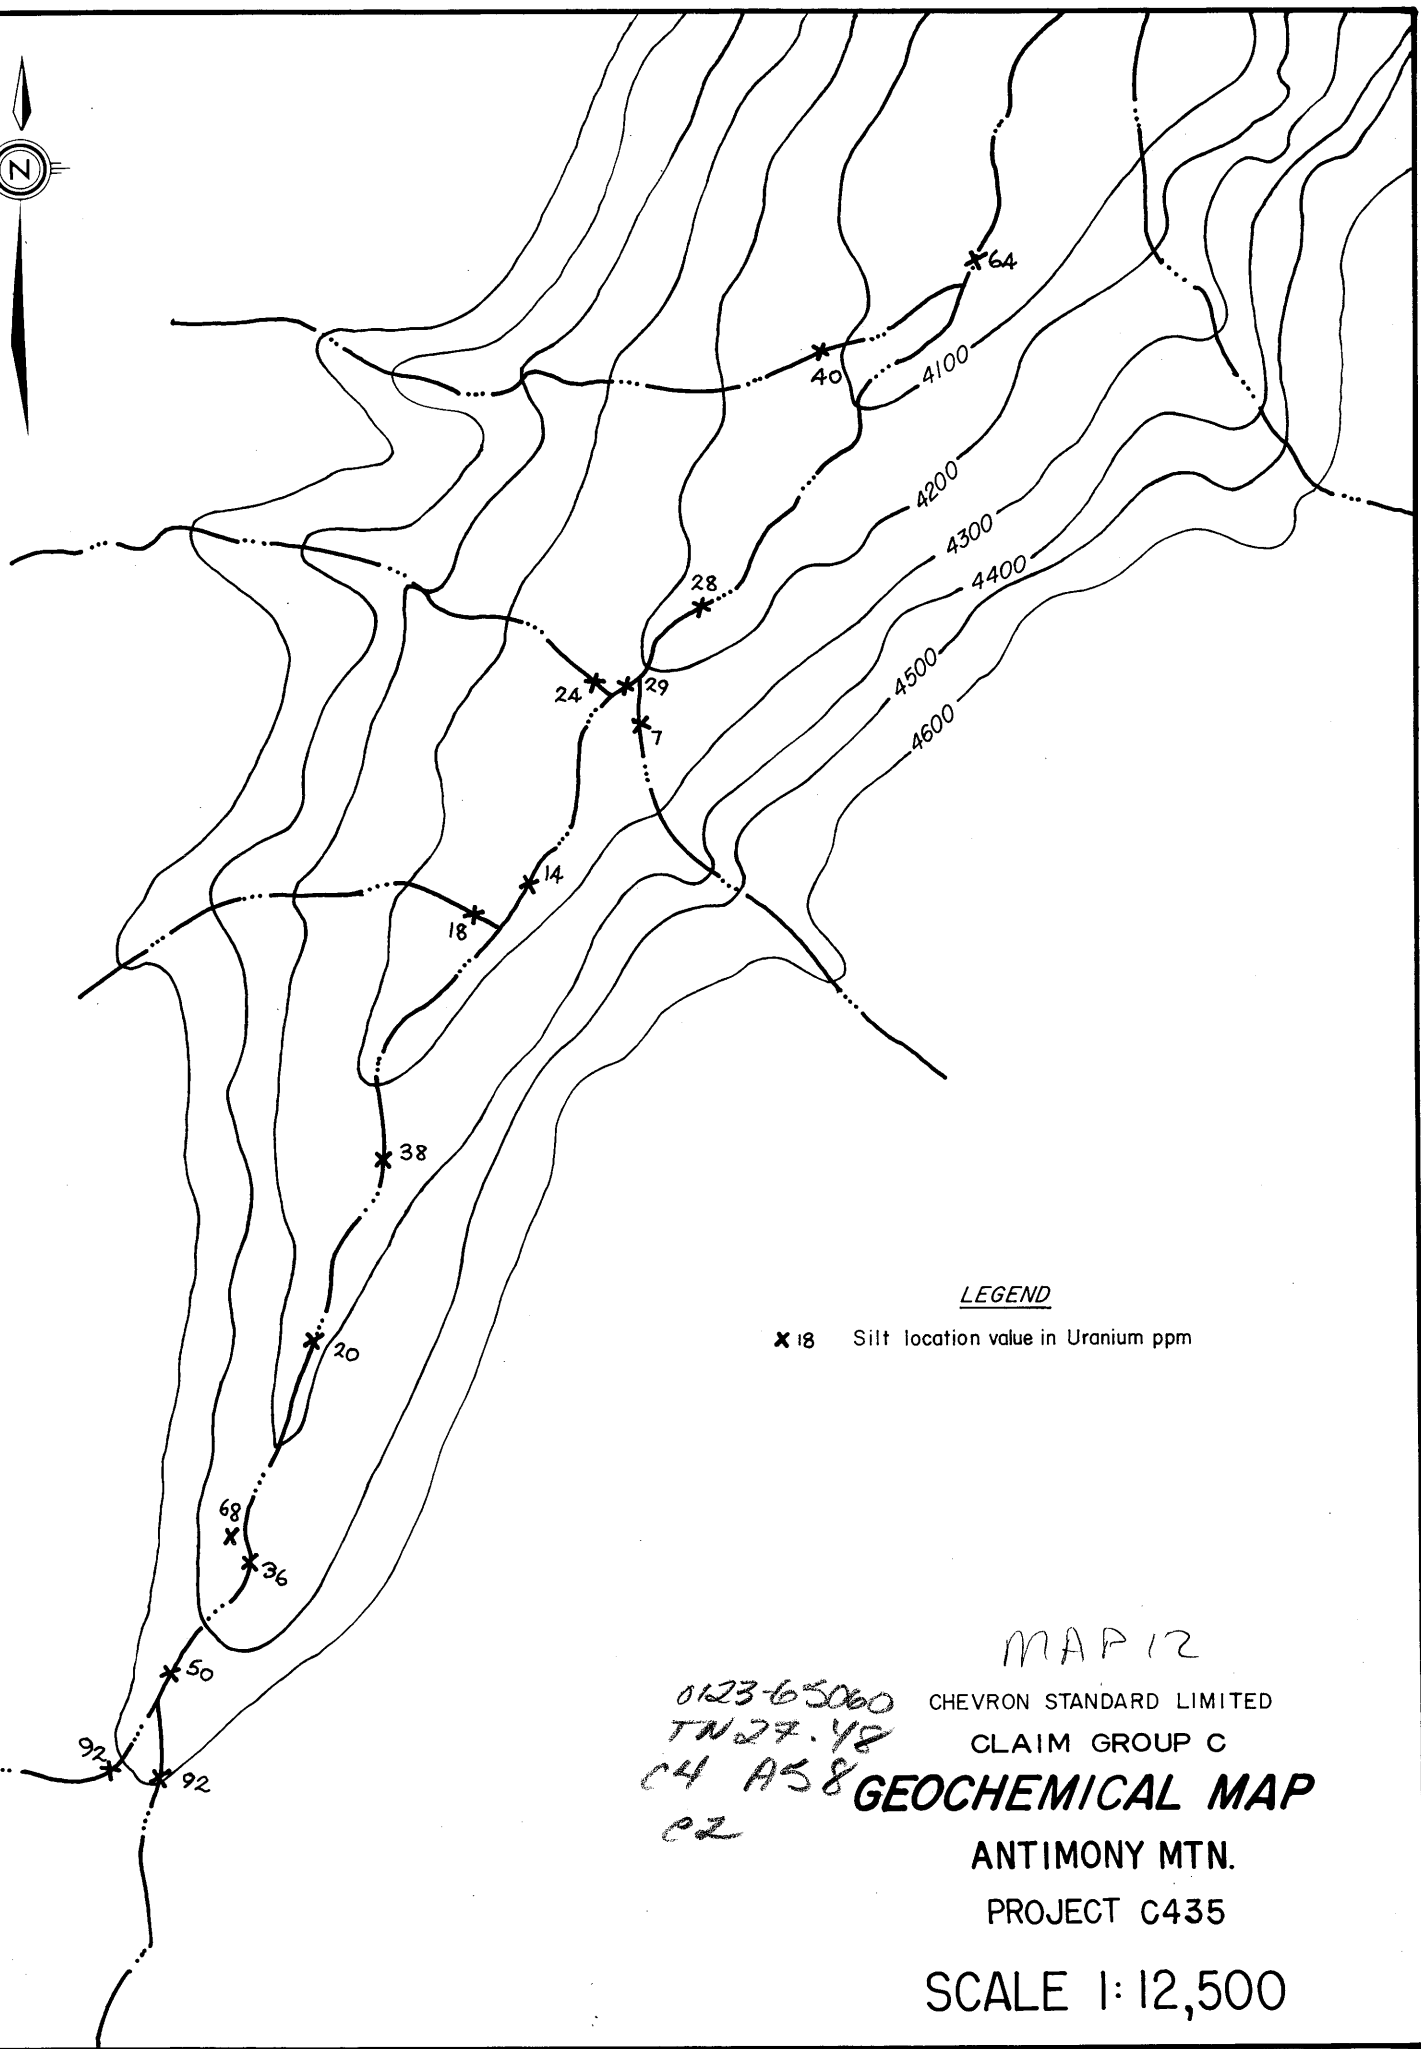 N
64
40
4100
4200
4300
4400
28
24
29
7
4500
4600
14
18
38
LEGEND
x 18 Silt location value in Uranium ppm
20
68
36
50
92
92
MAP 12
0123-65060
TN27.Y8
C4 A58
C2
CHEVRON STANDARD LIMITED
CLAIM GROUP C
GEOCHEMICAL MAP
ANTIMONY MTN.
PROJECT C435
SCALE 1:12,500